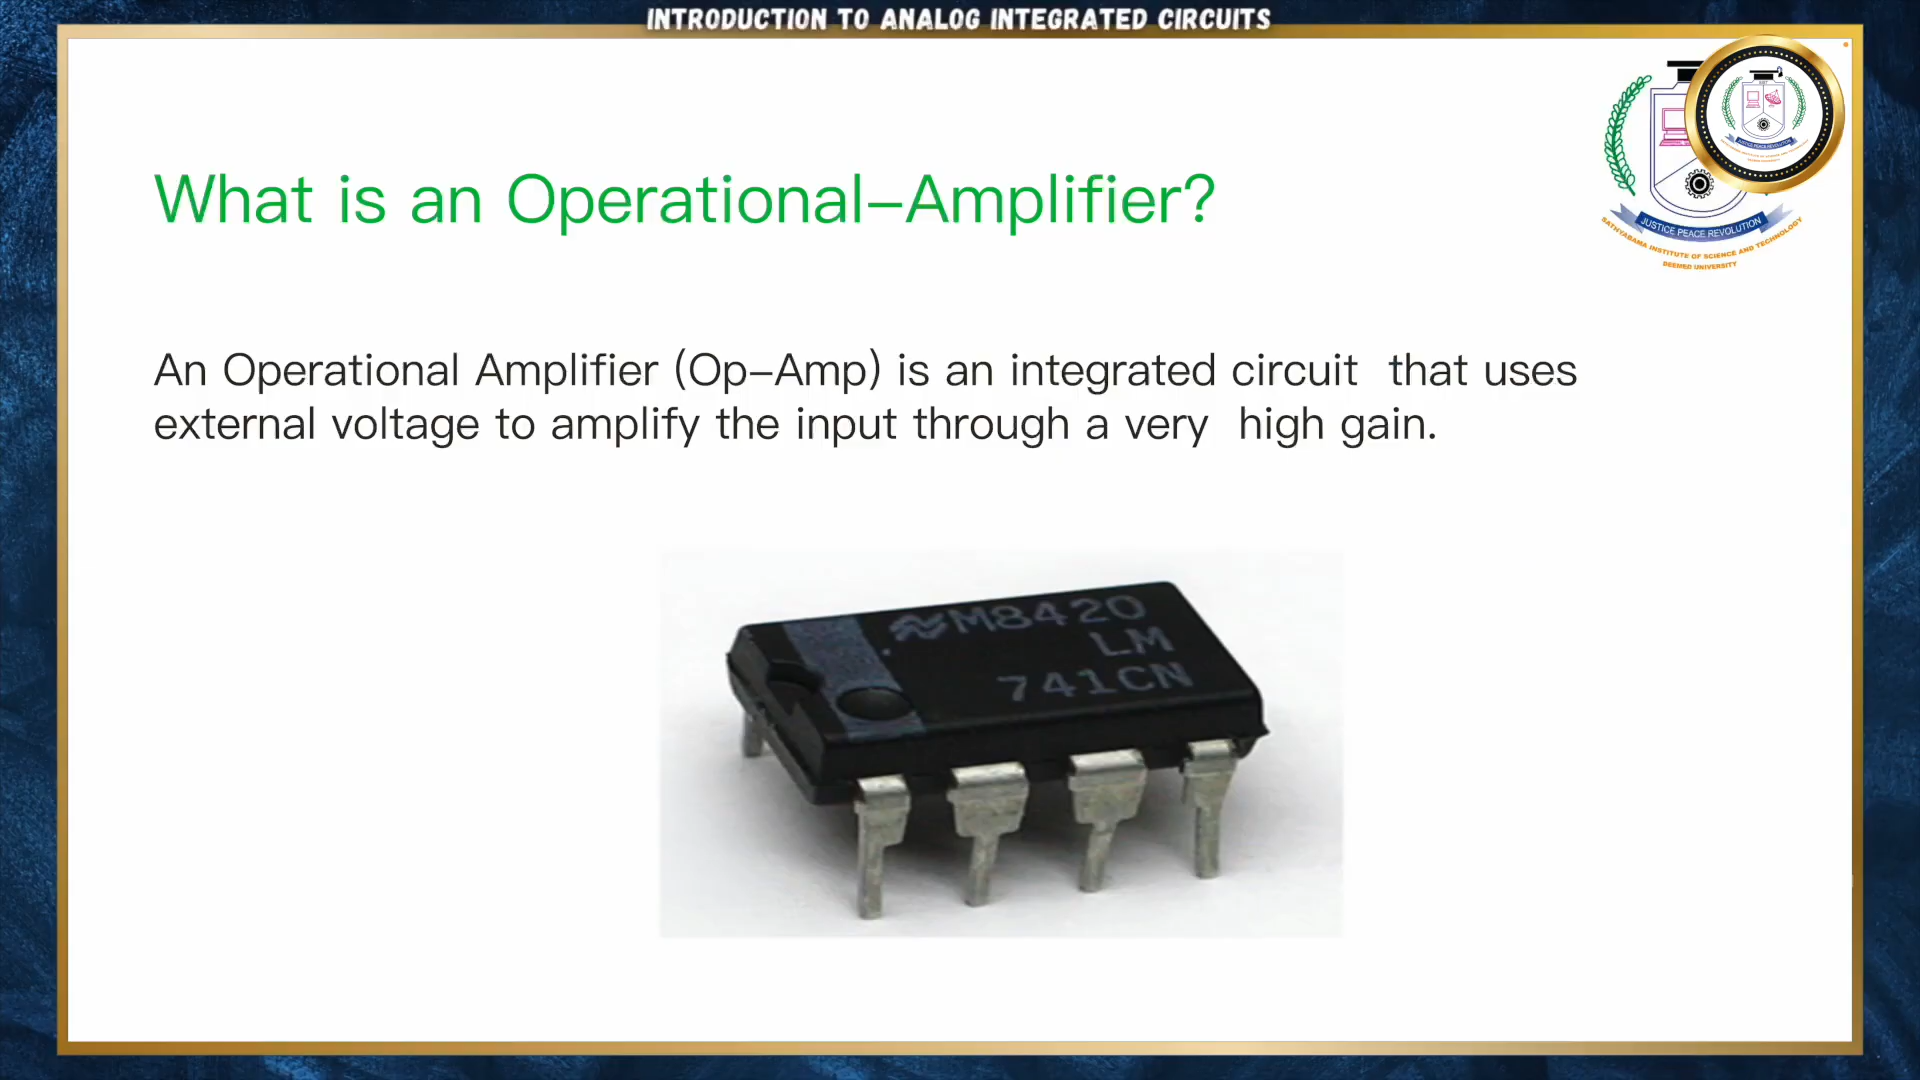 INTRODUCTION TO ANALOG INTEGRATED CIRCUITS
What is an Operational-Amplifier?
JUSTICE PEACE REVOLUTION
SATHYABAMA INSTITUTE OF SCIENCE AND TECHNOLOGY
DEEMED UNIVERSITY
An Operational Amplifier (Op-Amp) is an integrated circuit that uses
external voltage to amplify the input through a very high gain.
M8420
LM
741CN